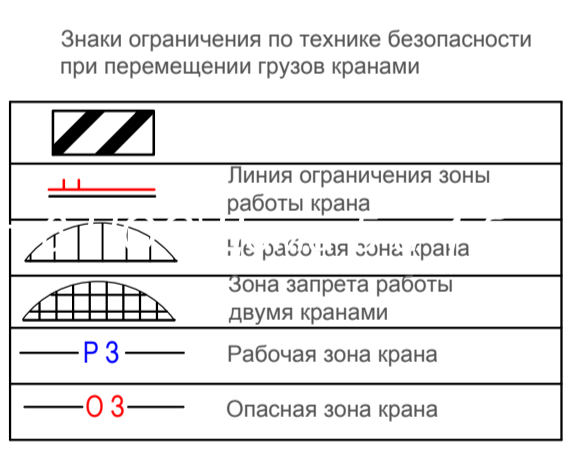 Знаки ограничения по технике безопасности
при перемещении грузов кранами
Линия ограничения зоны
работы крана
Не рабочая зона крана
Зона запрета работы
двумя кранами
Р З Рабочая зона крана
О З Опасная зона крана